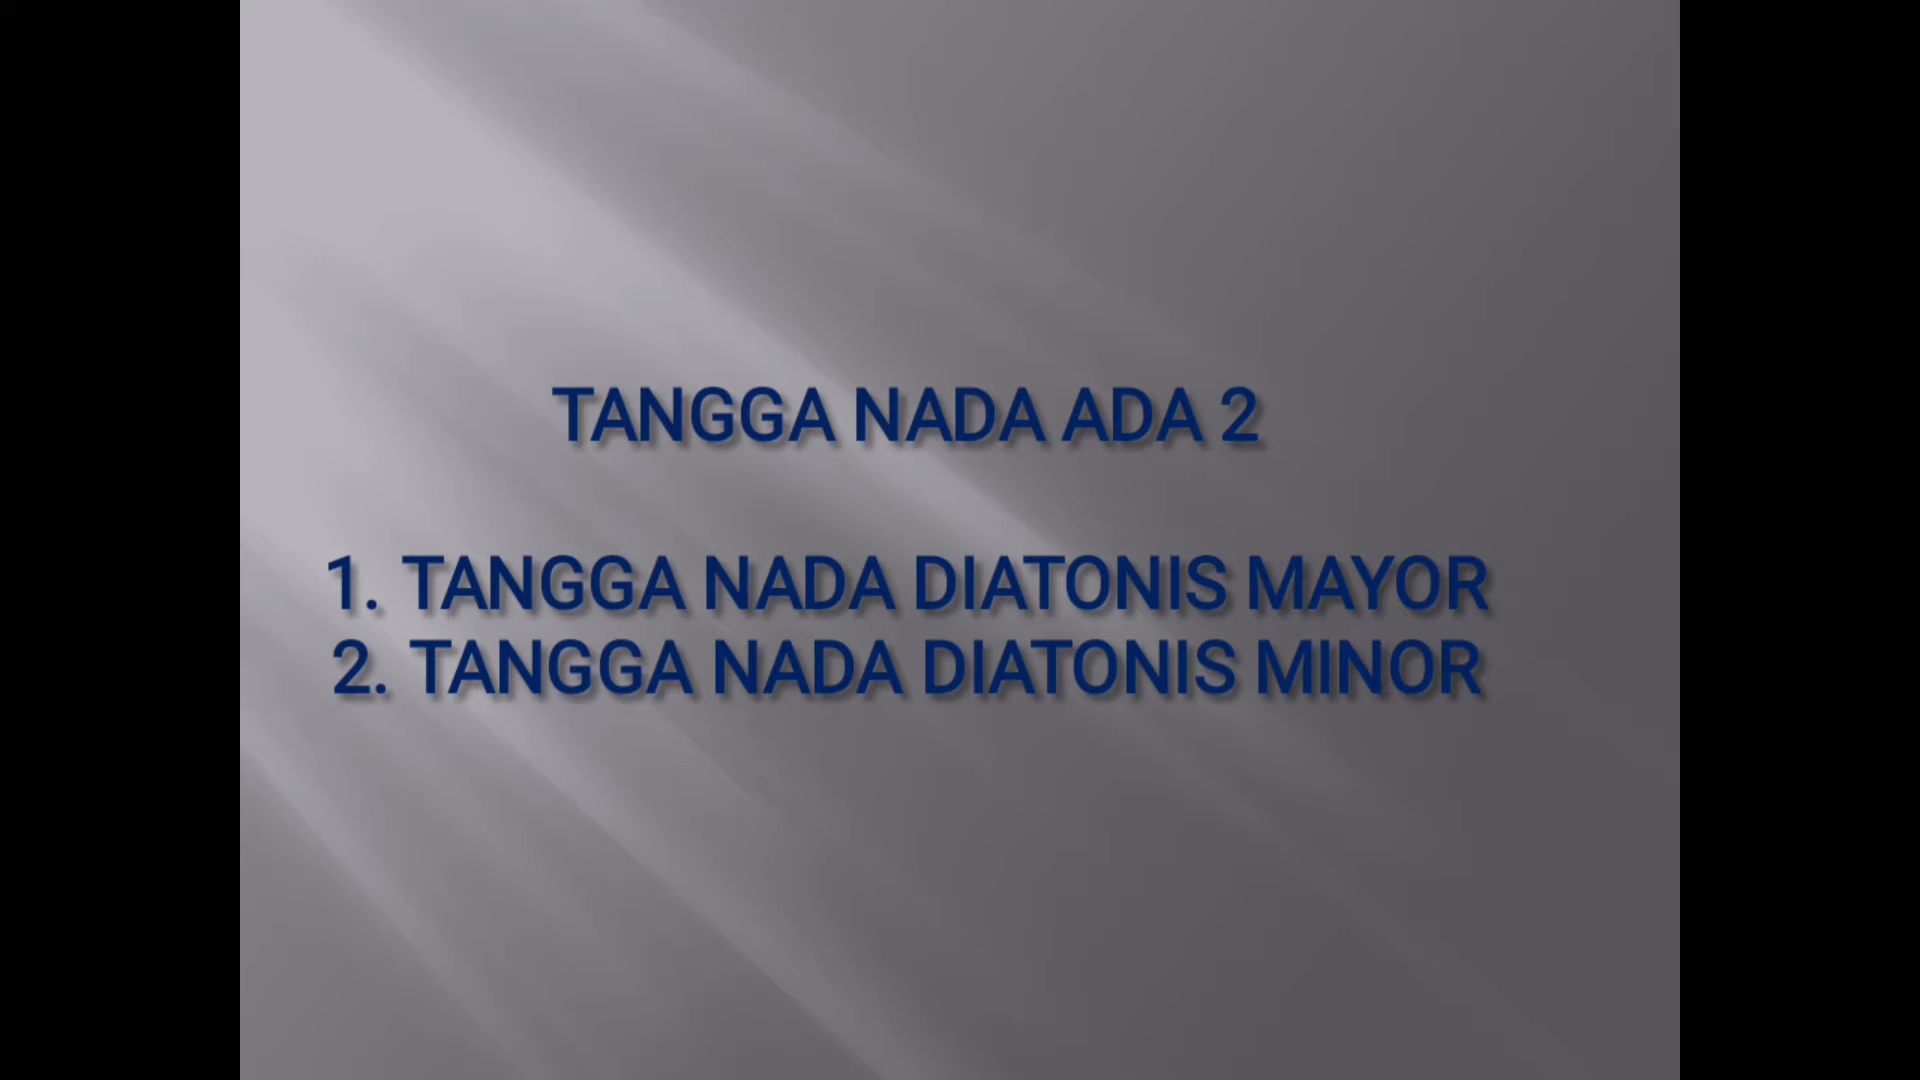 TANGGA NADA ADA 2
1. TANGGA NADA DIATONIS MAYOR
2. TANGGA NADA DIATONIS MINOR